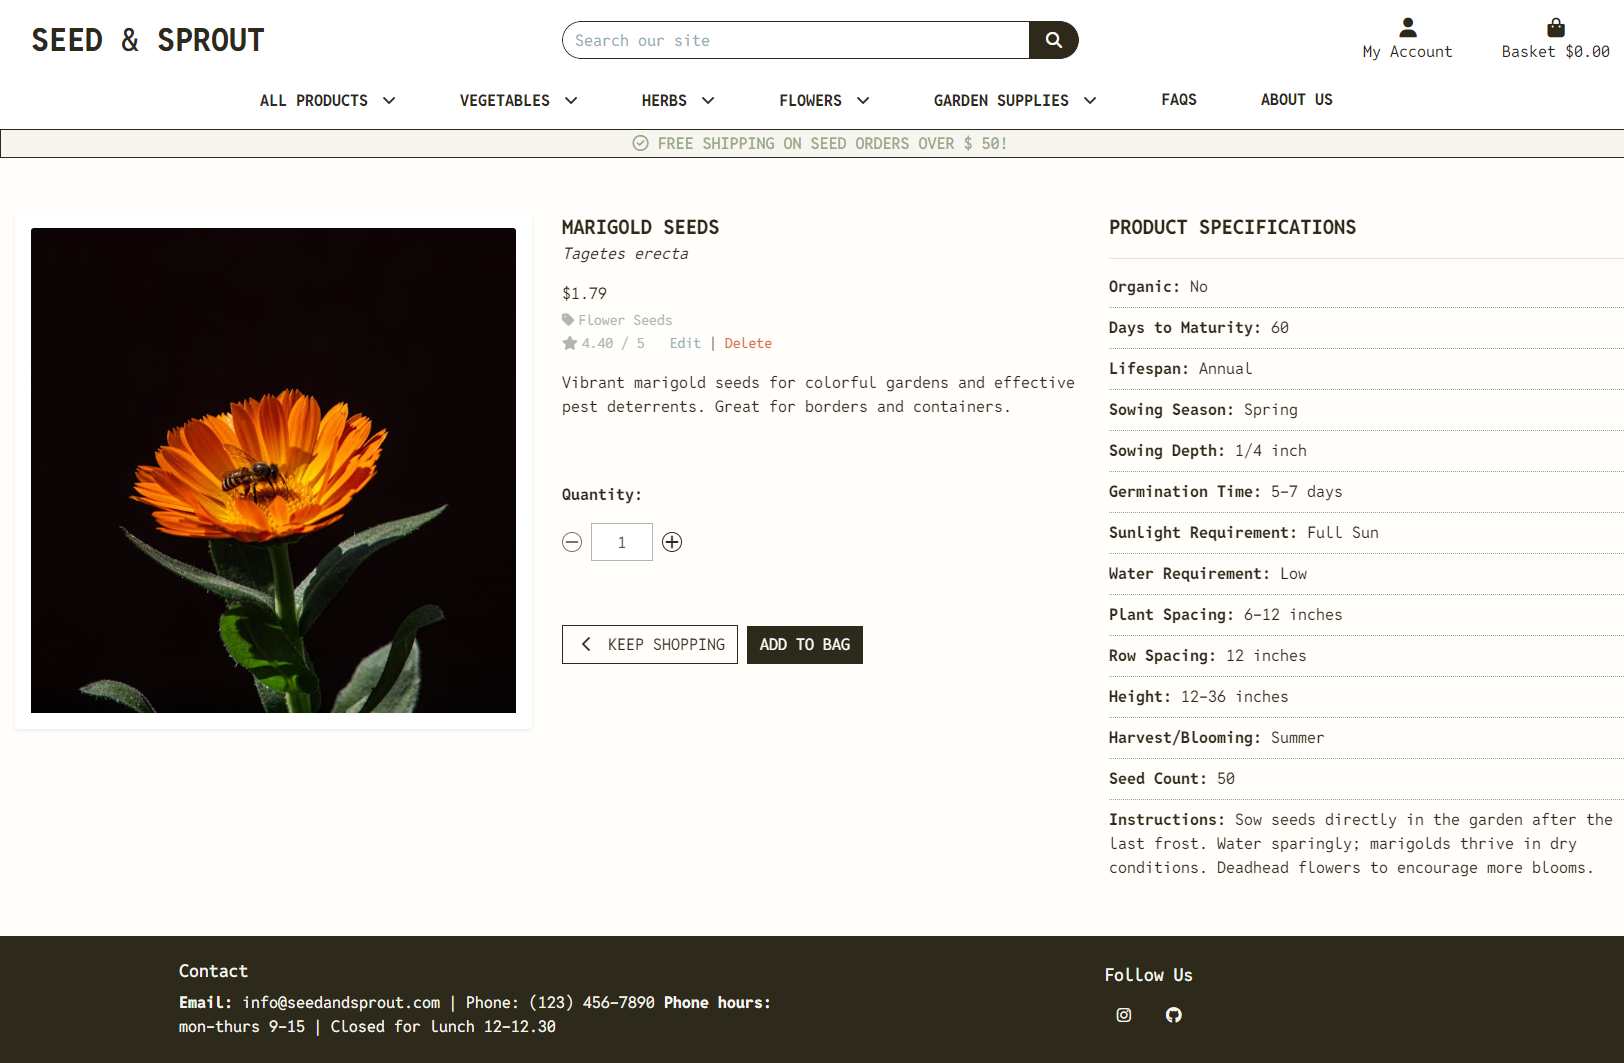 SEED & SPROUT
Search our site
My Account
Basket $0.00
ALL PRODUCTS
VEGETABLES
HERBS
FLOWERS
GARDEN SUPPLIES
FAQS
ABOUT US
FREE SHIPPING ON SEED ORDERS OVER $ 50!
MARIGOLD SEEDS
Tagetes erecta
$1.79
Flower Seeds
4.40 / 5 Edit | Delete
Vibrant marigold seeds for colorful gardens and effective
pest deterrents. Great for borders and containers.
Quantity:
1
KEEP SHOPPING
ADD TO BAG
PRODUCT SPECIFICATIONS
Organic: No
Days to Maturity: 60
Lifespan: Annual
Sowing Season: Spring
Sowing Depth: 1/4 inch
Germination Time: 5-7 days
Sunlight Requirement: Full Sun
Water Requirement: Low
Plant Spacing: 6-12 inches
Row Spacing: 12 inches
Height: 12-36 inches
Harvest/Blooming: Summer
Seed Count: 50
Instructions: Sow seeds directly in the garden after the
last frost. Water sparingly; marigolds thrive in dry
conditions. Deadhead flowers to encourage more blooms.
Contact
Email: info@seedandsprout.com | Phone: (123) 456-7890 Phone hours:
mon-thurs 9-15 | Closed for lunch 12-12.30
Follow Us